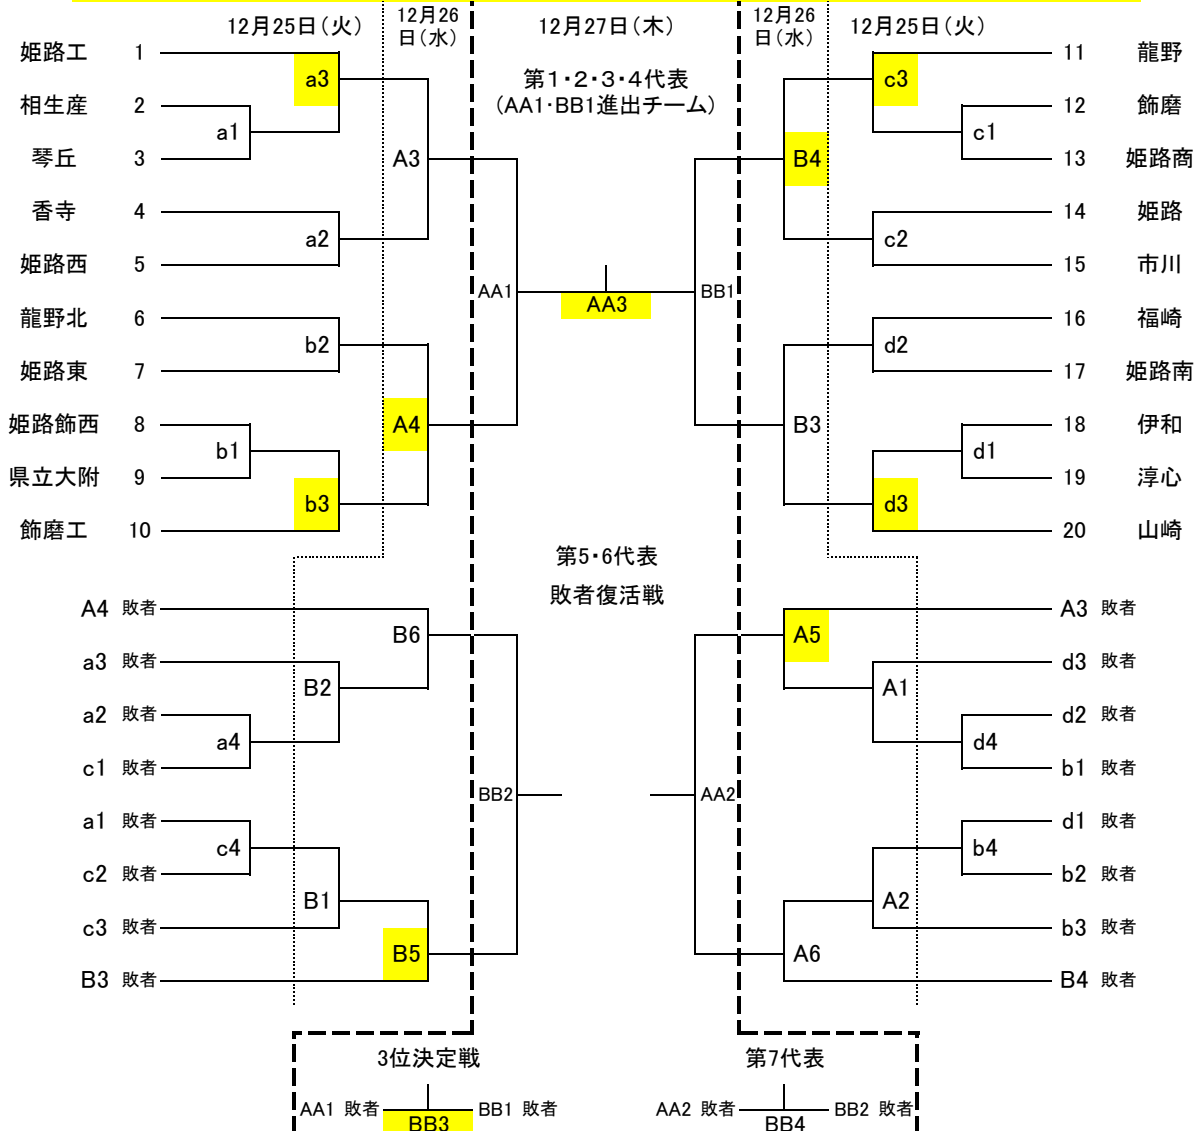 12月25日(火)
12月26日(水)
12月27日(木)
12月26日(水)
12月25日(火)
第1・2・3・4代表
(AA1・BB1進出チーム)
姫路工 1
相生産 2
琴丘 3
香寺 4
姫路西 5
龍野北 6
姫路東 7
姫路飾西 8
県立大附 9
飾磨工 10
a3
a1
A3
a2
AA1
b2
A4
b1
b3
AA3
11 龍野
12 飾磨
13 姫路商
14 姫路
15 市川
16 福崎
17 姫路南
18 伊和
19 淳心
20 山崎
c3
c1
B4
c2
BB1
d2
B3
d1
d3
第5・6代表
敗者復活戦
A4 敗者
a3 敗者
a2 敗者
c1 敗者
a1 敗者
c2 敗者
c3 敗者
B3 敗者
B6
B2
a4
BB2
c4
B1
B5
A3 敗者
d3 敗者
d2 敗者
b1 敗者
d1 敗者
b2 敗者
b3 敗者
B4 敗者
A5
A1
d4
AA2
b4
A2
A6
3位決定戦
AA1 敗者
BB1 敗者
BB3
第7代表
AA2 敗者
BB2 敗者
BB4